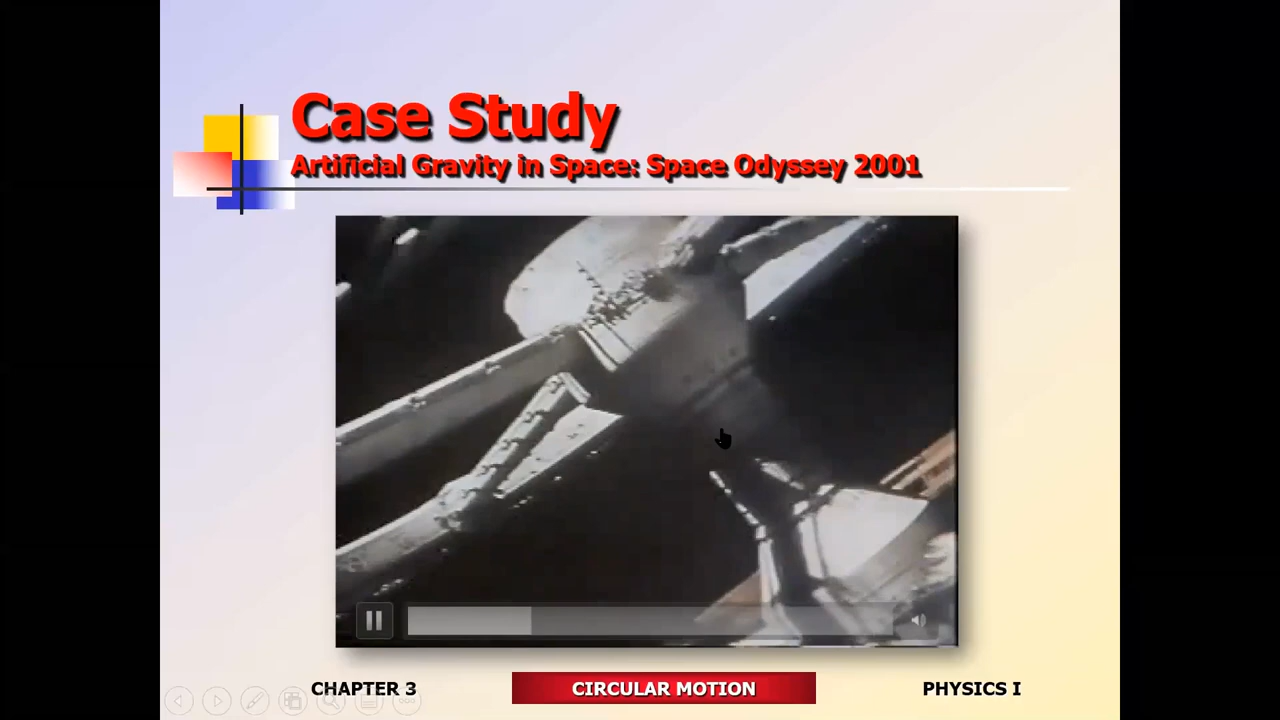 Case Study
Artificial Gravity in Space: Space Odyssey 2001
CHAPTER 3
CIRCULAR MOTION
PHYSICS I